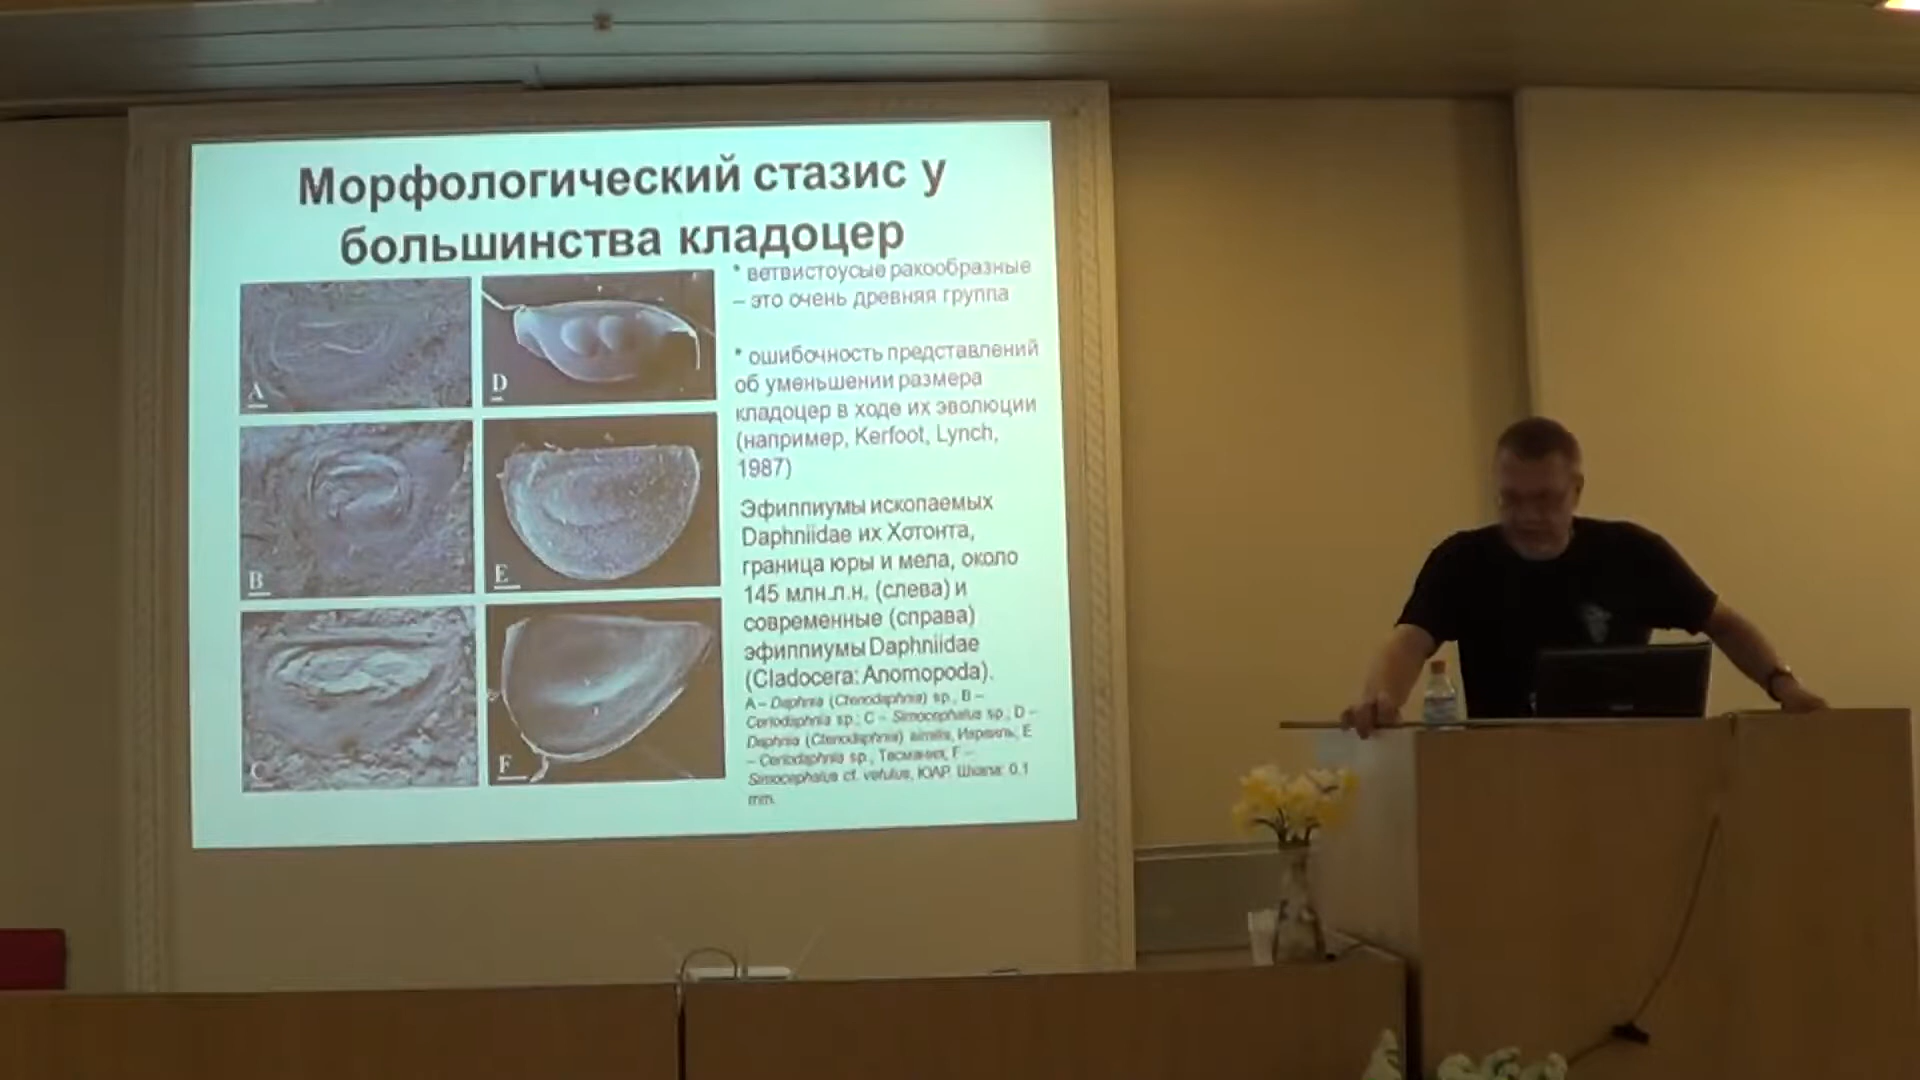 Морфологический стазис у
большинства кладоцер
* ветвистоусые ракообразные
– это очень древняя группа
* ошибочность представлений
об уменьшении размера
кладоцер в ходе их эволюции
(например, Kerfoot, Lynch,
1987)
Эфиппиумы ископаемых
Daphniidae их Хотонта,
граница юры и мела, около
145 млн.л.н. (слева) и
современные (справа)
эфиппиумы Daphniidae
(Cladocera: Anomopoda).
A – Daphnia (Ctenodaphnia) sp., B –
Ceriodaphnia sp.; C – Simocephalus sp.; D –
Daphnia (Ctenodaphnia) similis, Израиль; E
– Ceriodaphnia sp., Тасмания, F –
Simocephalus cf. vetulus, ЮАР. Шкала: 0.1
mm.
A
D
B
E
C
F